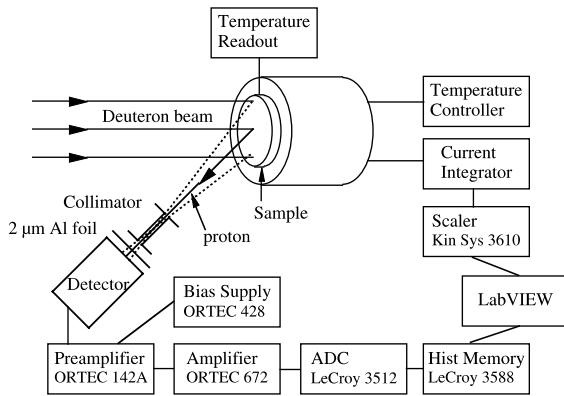 Temperature
Readout
Deuteron beam
Temperature
Controller
Current
Integrator
Collimator
Sample
2 μm Al foil
proton
Scaler
Kin Sys 3610
Detector
Bias Supply
ORTEC 428
LabVIEW
Preamplifier
ORTEC 142A
Amplifier
ORTEC 672
ADC
LeCroy 3512
Hist Memory
LeCroy 3588